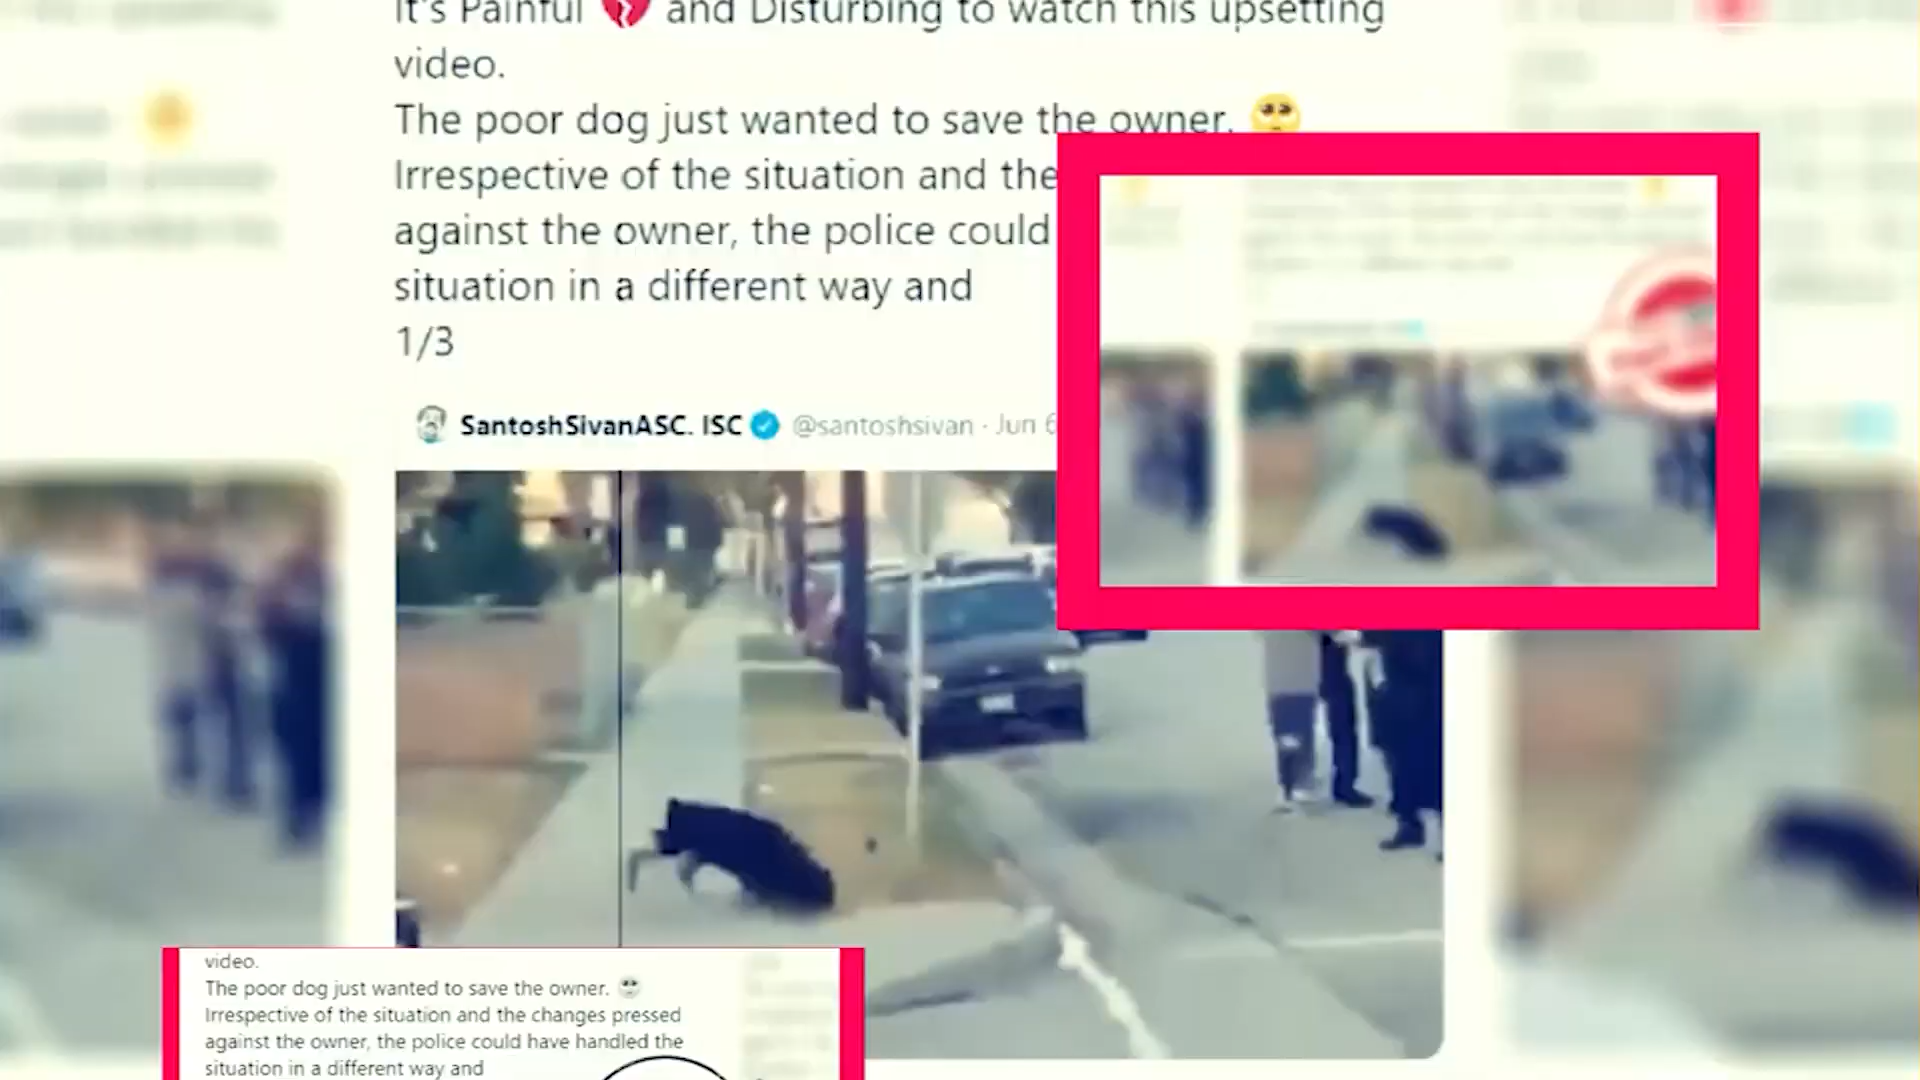 It's Painful 💔 and Disturbing to watch this upsetting
video.
The poor dog just wanted to save the owner. 🥺
Irrespective of the situation and the
against the owner, the police could
situation in a different way and
1/3
SantoshSivanASC. ISC @santoshsivan · Jun 6
video.
The poor dog just wanted to save the owner. 🥺
Irrespective of the situation and the changes pressed
against the owner, the police could have handled the
situation in a different way and